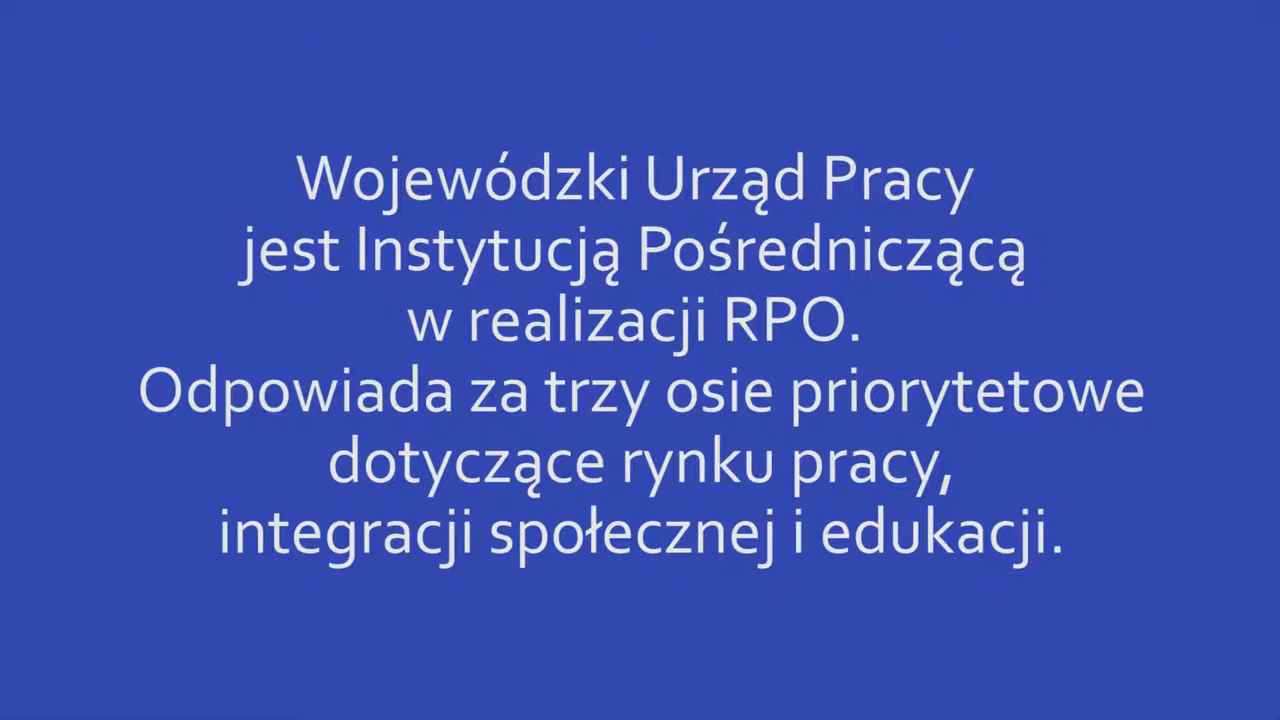 Wojewódzki Urząd Pracy
jest Instytucją Pośredniczącą
w realizacji RPO.
Odpowiada za trzy osie priorytetowe
dotyczące rynku pracy,
integracji społecznej i edukacji.